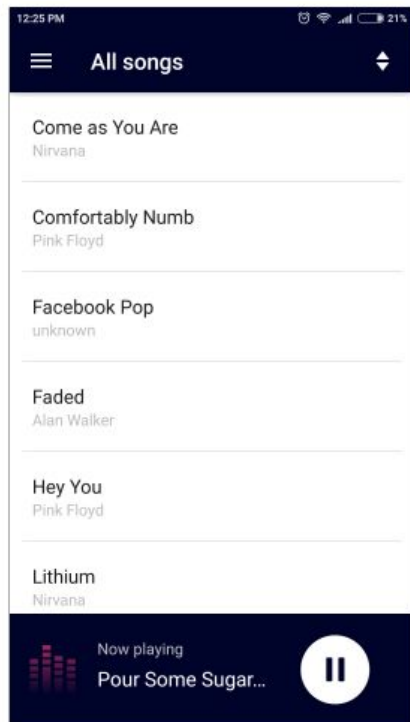 12:25 PM 21%
All songs
Come as You Are
Nirvana
Comfortably Numb
Pink Floyd
Facebook Pop
unknown
Faded
Alan Walker
Hey You
Pink Floyd
Lithium
Nirvana
Now playing
Pour Some Sugar...